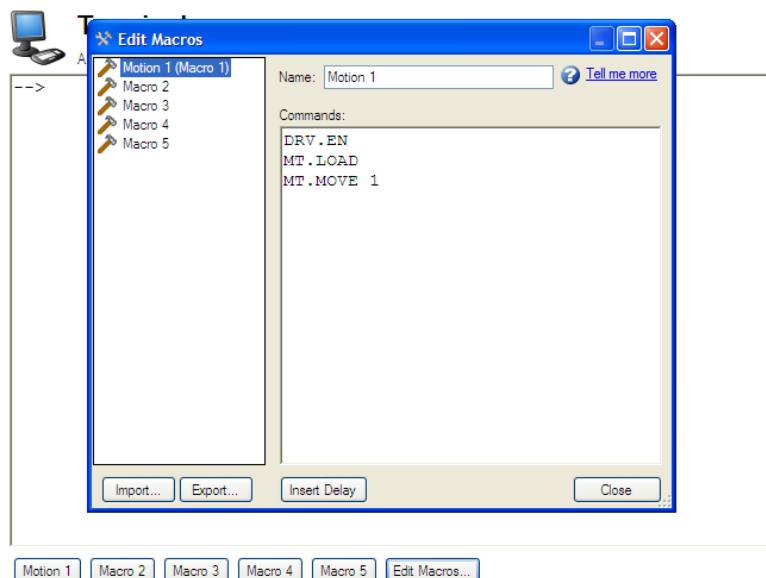 Edit Macros
A
-->
Motion 1 (Macro 1)
Macro 2
Macro 3
Macro 4
Macro 5
Name: Motion 1
Tell me more
Commands:
DRV.EN
MT.LOAD
MT.MOVE 1
Import... Export... Insert Delay Close
Motion 1 Macro 2 Macro 3 Macro 4 Macro 5 Edit Macros...